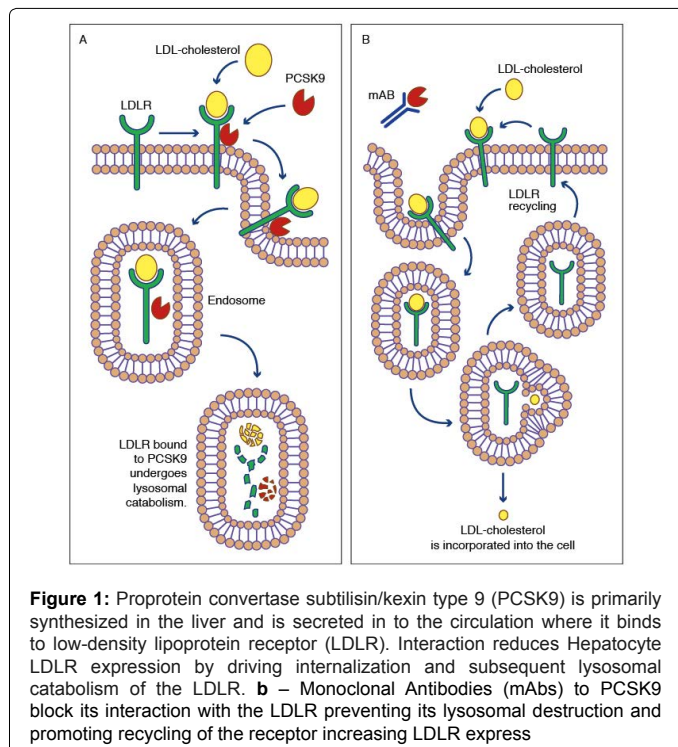 A
LDL-cholesterol
PCSK9
LDLR
Endosome
LDLR bound
to PCSK9
undergoes
lysosomal
catabolism.
B
LDL-cholesterol
mAB
LDLR
recycling
LDL-cholesterol
is incorporated into the cell
Figure 1: Proprotein convertase subtilisin/kexin type 9 (PCSK9) is primarily
synthesized in the liver and is secreted in to the circulation where it binds
to low-density lipoprotein receptor (LDLR). Interaction reduces Hepatocyte
LDLR expression by driving internalization and subsequent lysosomal
catabolism of the LDLR. b – Monoclonal Antibodies (mAbs) to PCSK9
block its interaction with the LDLR preventing its lysosomal destruction and
promoting recycling of the receptor increasing LDLR express